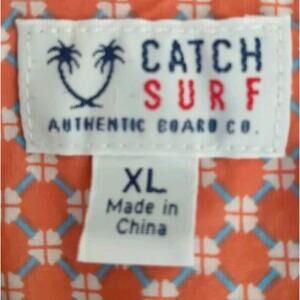 CATCH
SURF
AUTHENTIC BOARD CO.
XL
Made in
China